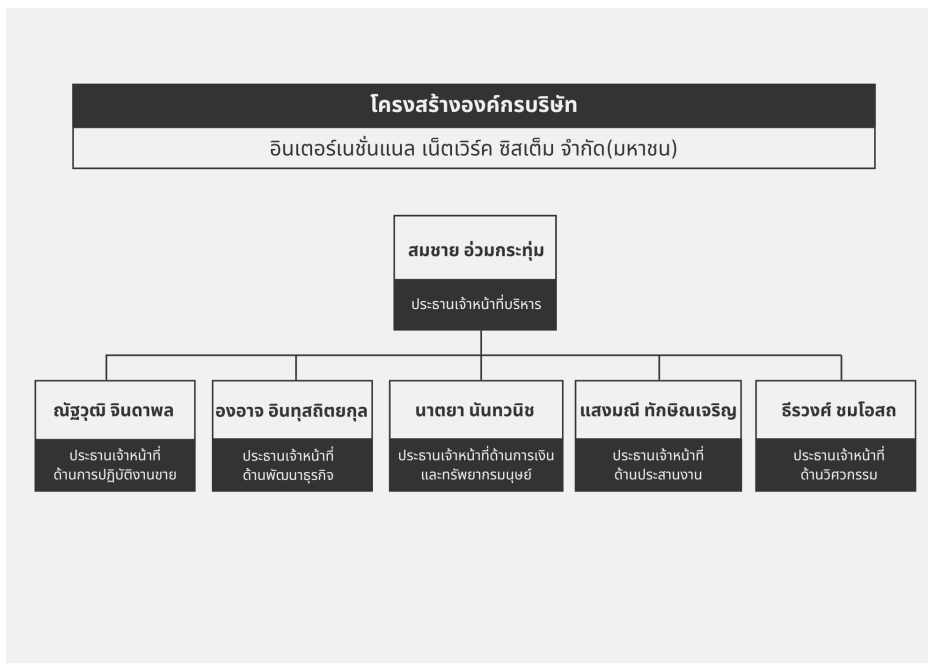 โครงสร้างองค์กรบริษัท
อินเตอร์เนชั่นแนล เน็ตเวิร์ค ซิสเต็ม จำกัด(มหาชน)
สมชาย อ่วมกระทุ่ม
ประธานเจ้าหน้าที่บริหาร
ณัฐวุฒิ จินดาพล
ประธานเจ้าหน้าที่
ด้านการปฏิบัติงานขาย
องอาจ อินทุสถิตยกุล
ประธานเจ้าหน้าที่
ด้านพัฒนาธุรกิจ
นาตยา นันทวนิช
ประธานเจ้าหน้าที่ด้านการเงิน
และทรัพยากรมนุษย์
แสงมณี ทักษิณเจริญ
ประธานเจ้าหน้าที่
ด้านประสานงาน
ธีรวงศ์ ชมโอสถ
ประธานเจ้าหน้าที่
ด้านวิศวกรรม